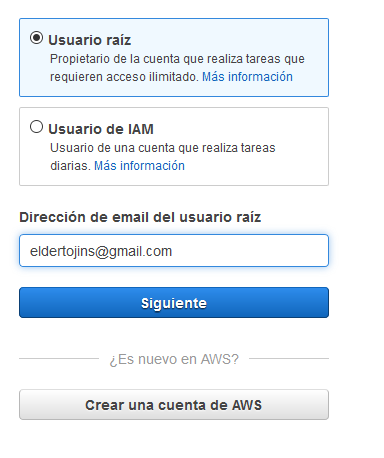 Usuario raíz
Propietario de la cuenta que realiza tareas que
requieren acceso ilimitado. Más información
Usuario de IAM
Usuario de una cuenta que realiza tareas
diarias. Más información
Dirección de email del usuario raíz
eldertojins@gmail.com
Siguiente
¿Es nuevo en AWS?
Crear una cuenta de AWS